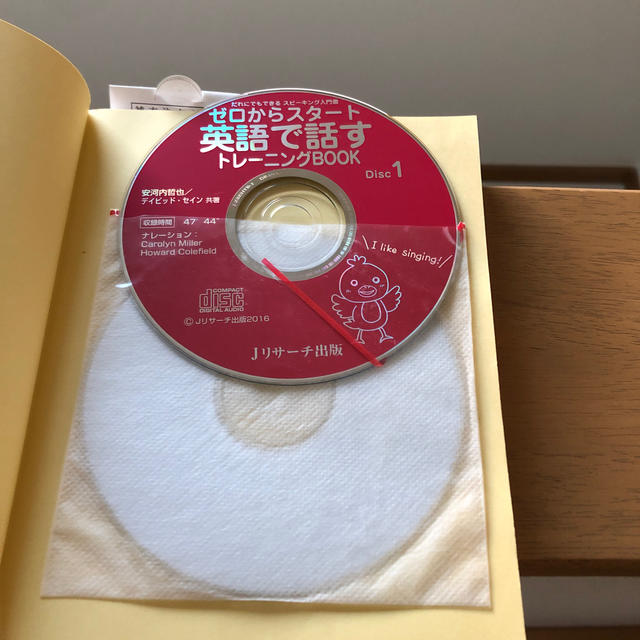 だれにでもできる スピーキング入門書
ゼロからスタート
英語で話す
トレーニングBOOK
Disc 1
安河内哲也／
デイビッド・セイン 共著
収録時間 47' 44"
ナレーション：
Carolyn Miller
Howard Colefield
I like singing!
COMPACT
disc
DIGITAL AUDIO
© Jリサーチ出版2016
Jリサーチ出版